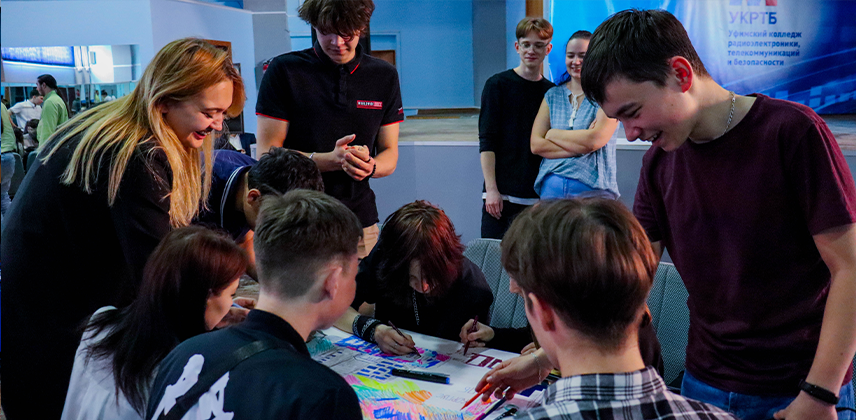 УКРТБ
Уфимский колледж
радиоэлектроники,
телекоммуникаций
и безопасности